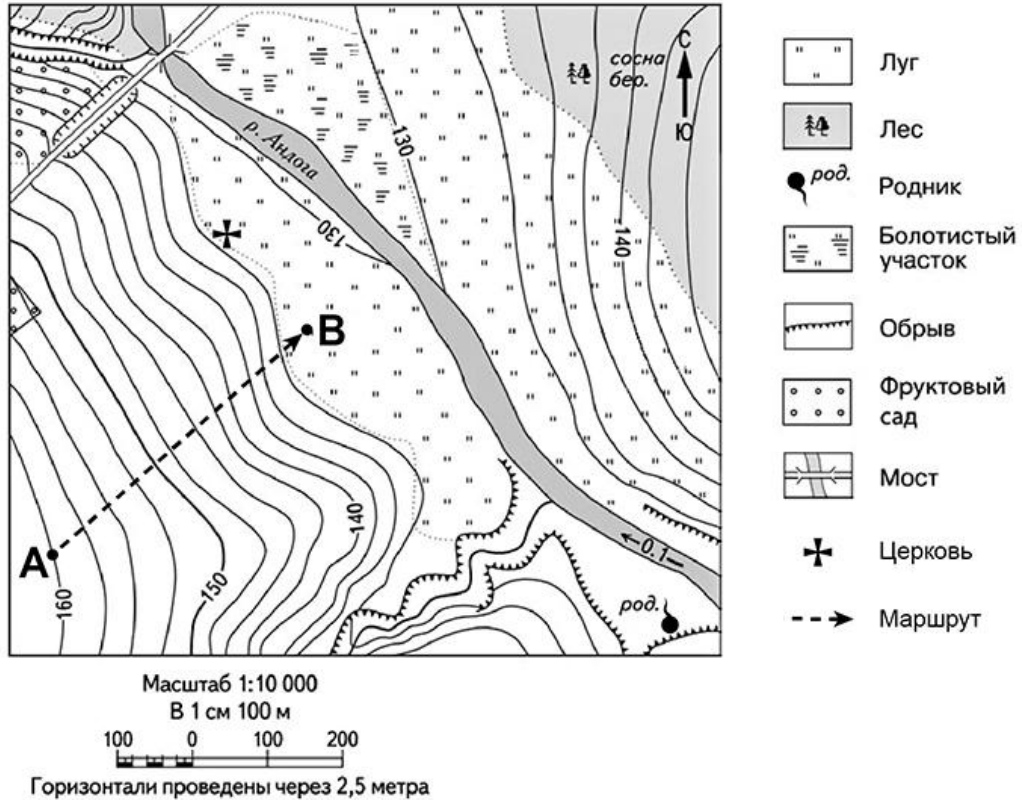 сосна
бер.
С
Ю
р. Андога
130
130
140
В
140
А
160
150
0.1
род.
Масштаб 1:10 000
В 1 см 100 м
100 0 100 200
Горизонтали проведены через 2,5 метра
Луг
Лес
род.
Родник
Болотистый
участок
Обрыв
Фруктовый
сад
Мост
Церковь
Маршрут